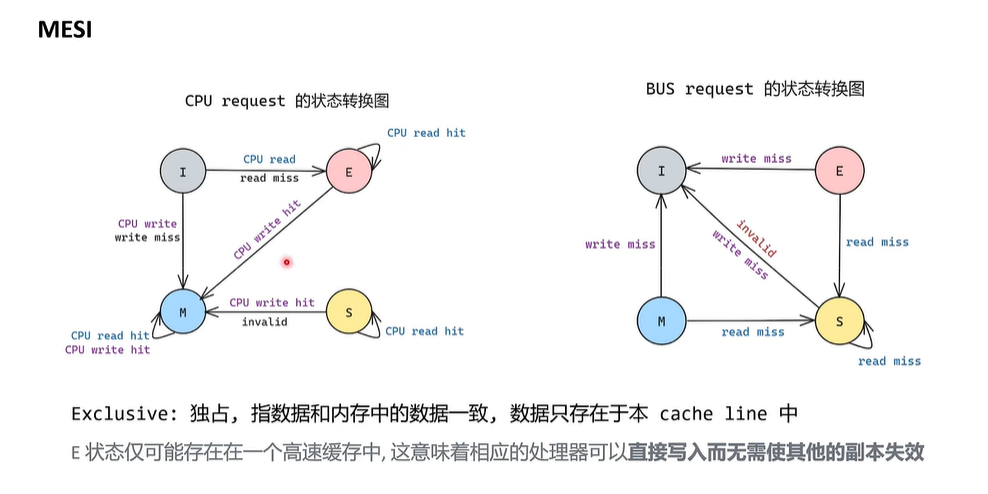 MESI
CPU request 的状态转换图
I
CPU read
read miss
E
CPU read hit
CPU write
write miss
CPU write hit
M
CPU read hit
CPU write hit
CPU write hit
invalid
S
CPU read hit
BUS request 的状态转换图
I
write miss
E
write miss
invalid
write miss
read miss
M
read miss
S
read miss
Exclusive: 独占, 指数据和内存中的数据一致, 数据只存在于本 cache line 中
E 状态仅可能存在在一个高速缓存中, 这意味着相应的处理器可以直接写入而无需使其他的副本失效